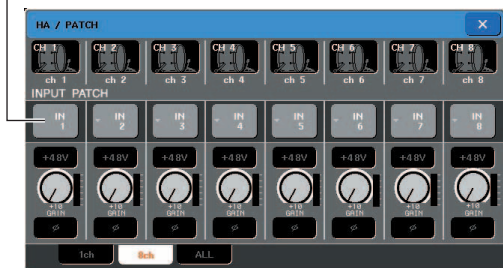 HA / PATCH
CH 1 CH 2 CH 3 CH 4 CH 5 CH 6 CH 7 CH 8
ch 1 ch 2 ch 3 ch 4 ch 5 ch 6 ch 7 ch 8
INPUT PATCH
IN 1 IN 2 IN 3 IN 4 IN 5 IN 6 IN 7 IN 8
+48V +48V +48V +48V +48V +48V +48V +48V
+10 +10 +10 +10 +10 +10 +10 +10
GAIN GAIN GAIN GAIN GAIN GAIN GAIN GAIN
1ch 8ch ALL